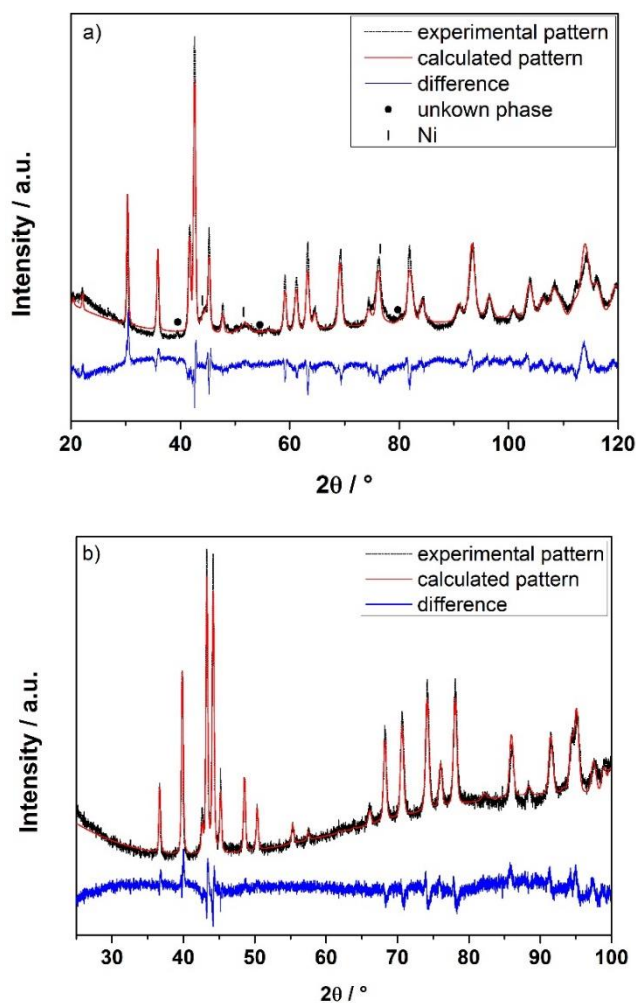 a)
experimental pattern
calculated pattern
difference
unkown phase
Ni
Intensity / a.u.
20 40 60 80 100 120
2θ / °
b)
experimental pattern
calculated pattern
difference
Intensity / a.u.
30 40 50 60 70 80 90 100
2θ / °